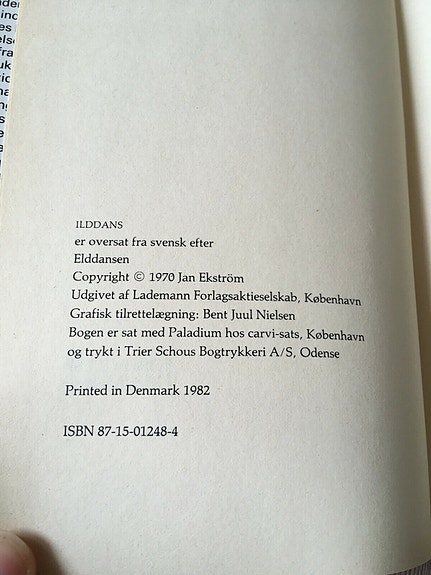 ILDDANS
er oversat fra svensk efter
Elddansen
Copyright © 1970 Jan Ekström
Udgivet af Lademann Forlagsaktieselskab, København
Grafisk tilrettelægning: Bent Juul Nielsen
Bogen er sat med Paladium hos carvi-sats, København
og trykt i Trier Schous Bogtrykkeri A/S, Odense
Printed in Denmark 1982
ISBN 87-15-01248-4